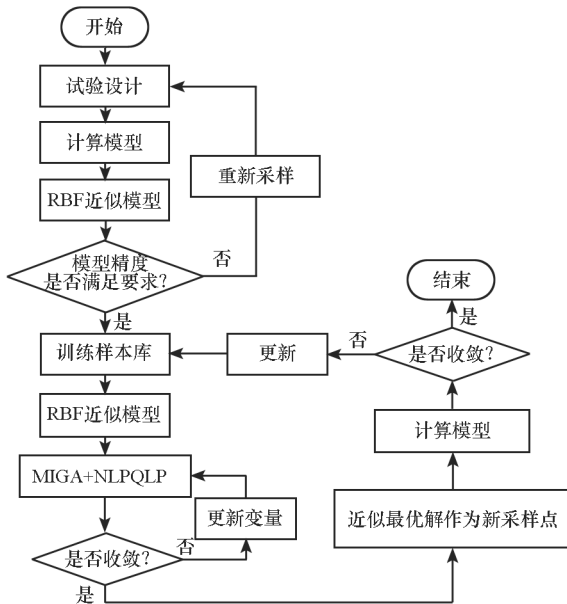 开始
试验设计
计算模型
重新采样
RBF近似模型
模型精度
是否满足要求?
否
是
训练样本库
更新
否
是否收敛?
是
结束
RBF近似模型
计算模型
MIGA+NLPQLP
更新变量
近似最优解作为新采样点
是否收敛?
否
是